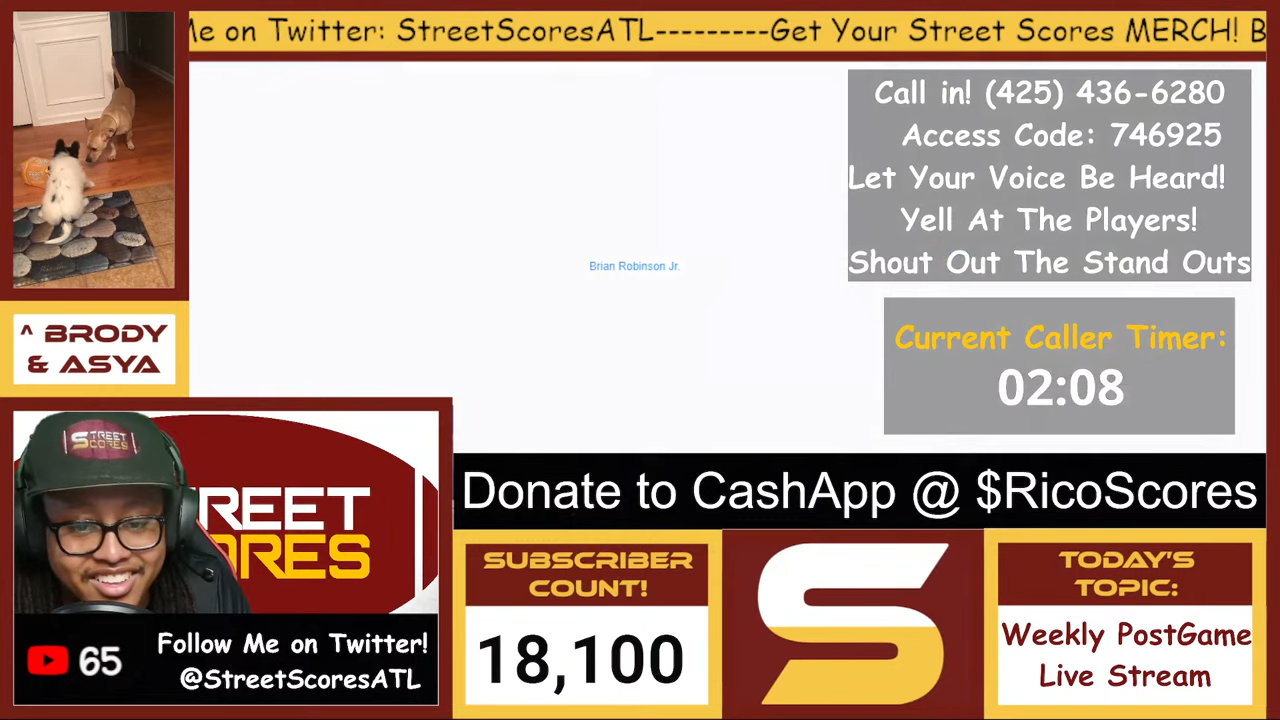 Me on Twitter: StreetScoresATL---------Get Your Street Scores MERCH! B
Call in! (425) 436-6280
Access Code: 746925
Let Your Voice Be Heard!
Yell At The Players!
Shout Out The Stand Outs
Brian Robinson Jr.
Current Caller Timer:
02:08
^ BRODY
& ASYA
STREET
SCORES
TREET
ORES
Donate to CashApp @ $RicoScores
SUBSCRIBER
COUNT!
18,100
S
TODAY'S
TOPIC:
Weekly PostGame
Live Stream
65
Follow Me on Twitter!
@StreetScoresATL